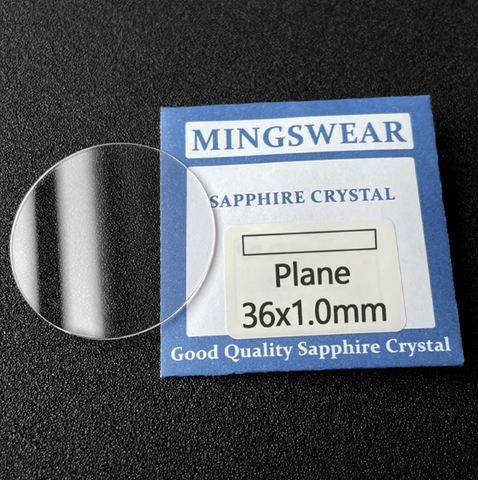 MINGSWEAR
SAPPHIRE CRYSTAL
Plane
36x1.0mm
Good Quality Sapphire Crystal